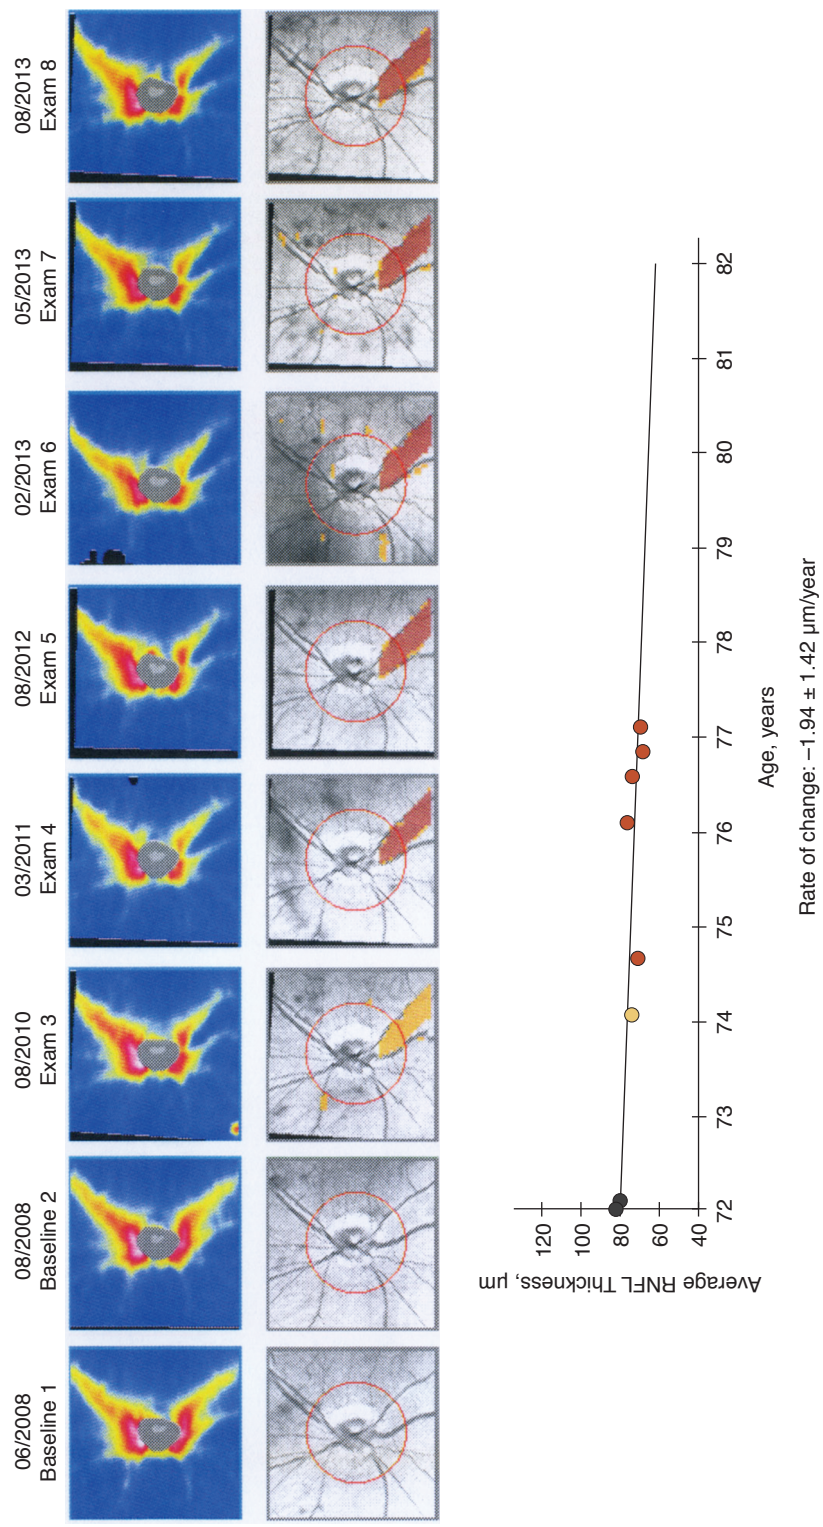 06/2008
Baseline 1
08/2008
Baseline 2
08/2010
Exam 3
03/2011
Exam 4
08/2012
Exam 5
02/2013
Exam 6
05/2013
Exam 7
08/2013
Exam 8
Average RNFL Thickness, μm
120
100
80
60
40
72
73
74
75
76
77
78
79
80
81
82
Age, years
Rate of change: –1.94 ± 1.42 μm/year